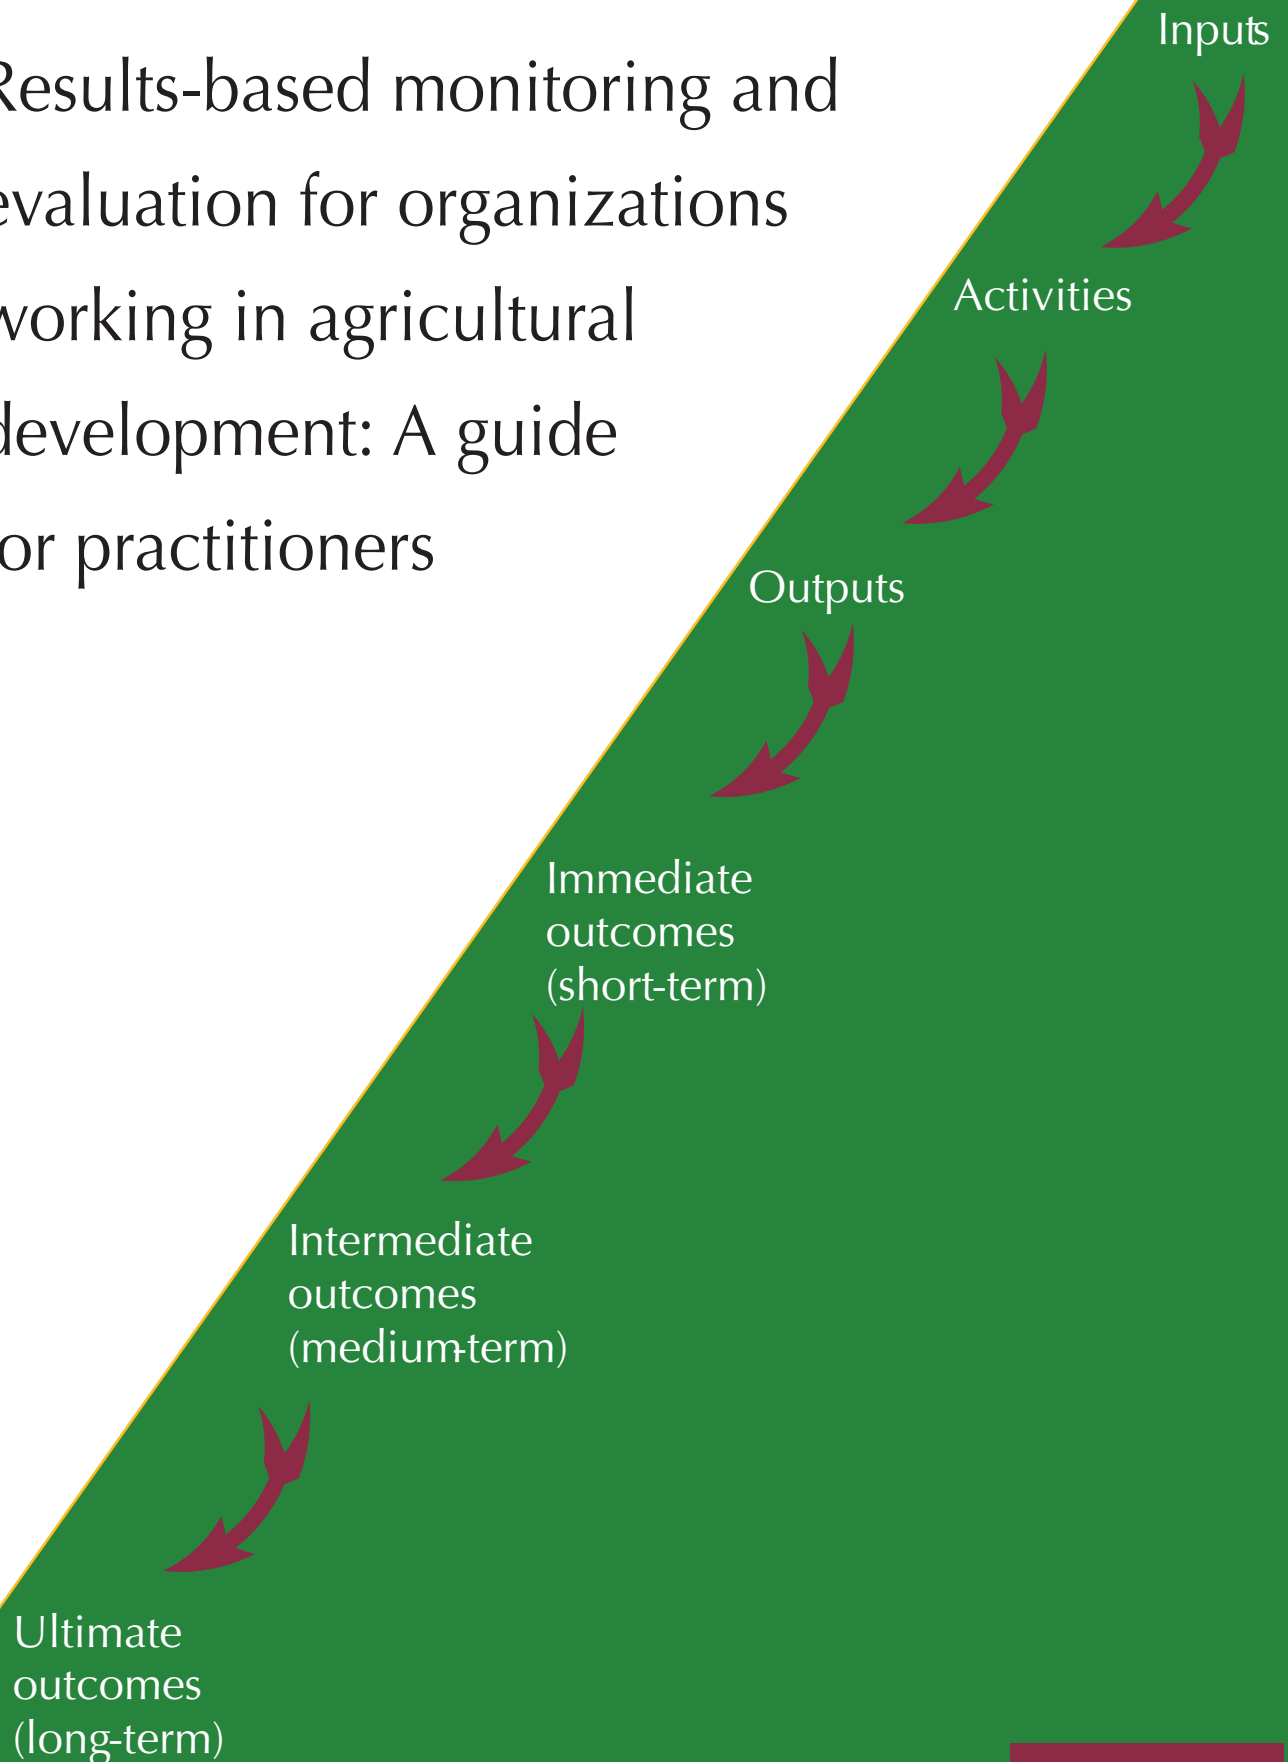 Results-based monitoring and
evaluation for organizations
working in agricultural
development: A guide
for practitioners
Inputs
Activities
Outputs
Immediate
outcomes
(short-term)
Intermediate
outcomes
(medium-term)
Ultimate
outcomes
(long-term)